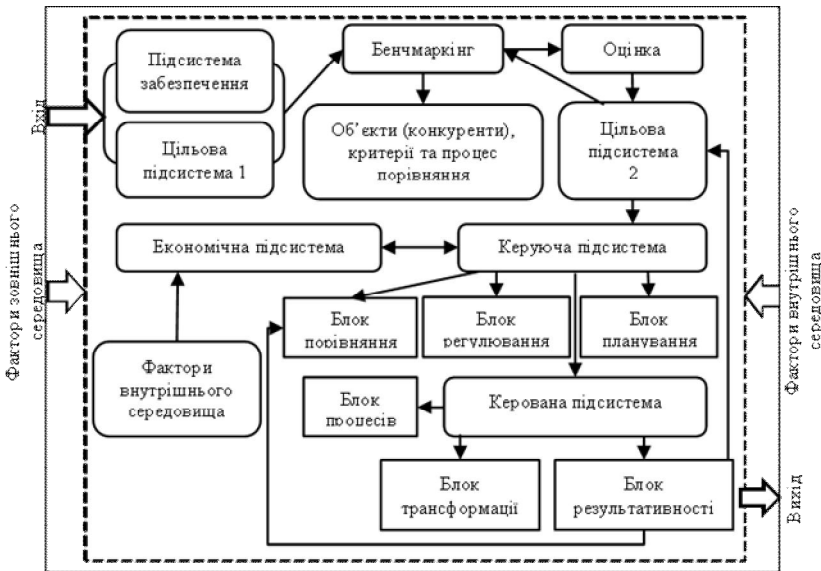 Підсистема
забезпечення
Бенчмаркінг
Оцінка
Вхід
Цільова
підсистема 1
Об’єкти (конкуренти),
критерії та процес
порівняння
Цільова
підсистема
2
Фактори зовнішнього
середовища
Економічна підсистема
Керуюча підсистема
Фактори внутрішнього
середовища
Блок
порівняння
Блок
регулювання
Блок
планування
Фактори
внутрішнього
середовища
Блок
процесів
Керована підсистема
Блок
трансформації
Блок
результативності
Вихід